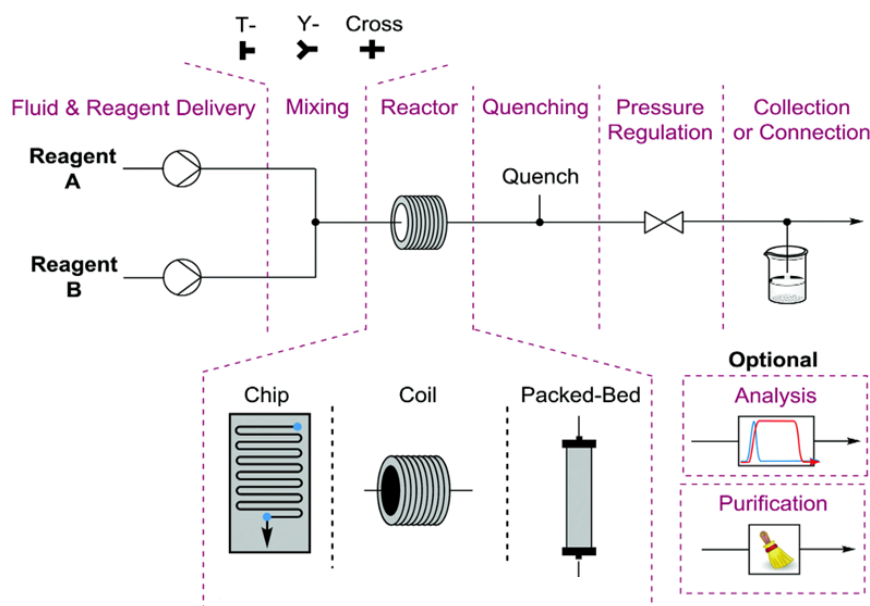 T-
Y-
Cross
Fluid & Reagent Delivery
Mixing
Reactor
Quenching
Pressure
Regulation
Collection
or Connection
Reagent
A
Quench
Reagent
B
Optional
Chip
Coil
Packed-Bed
Analysis
Purification